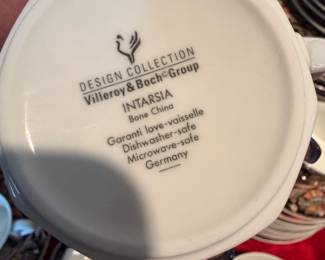 DESIGN COLLECTION
Villeroy & Boch © Group
INTARSIA
Bone China
Garanti lave-vaisselle
Dishwasher-safe
Microwave-safe
Germany